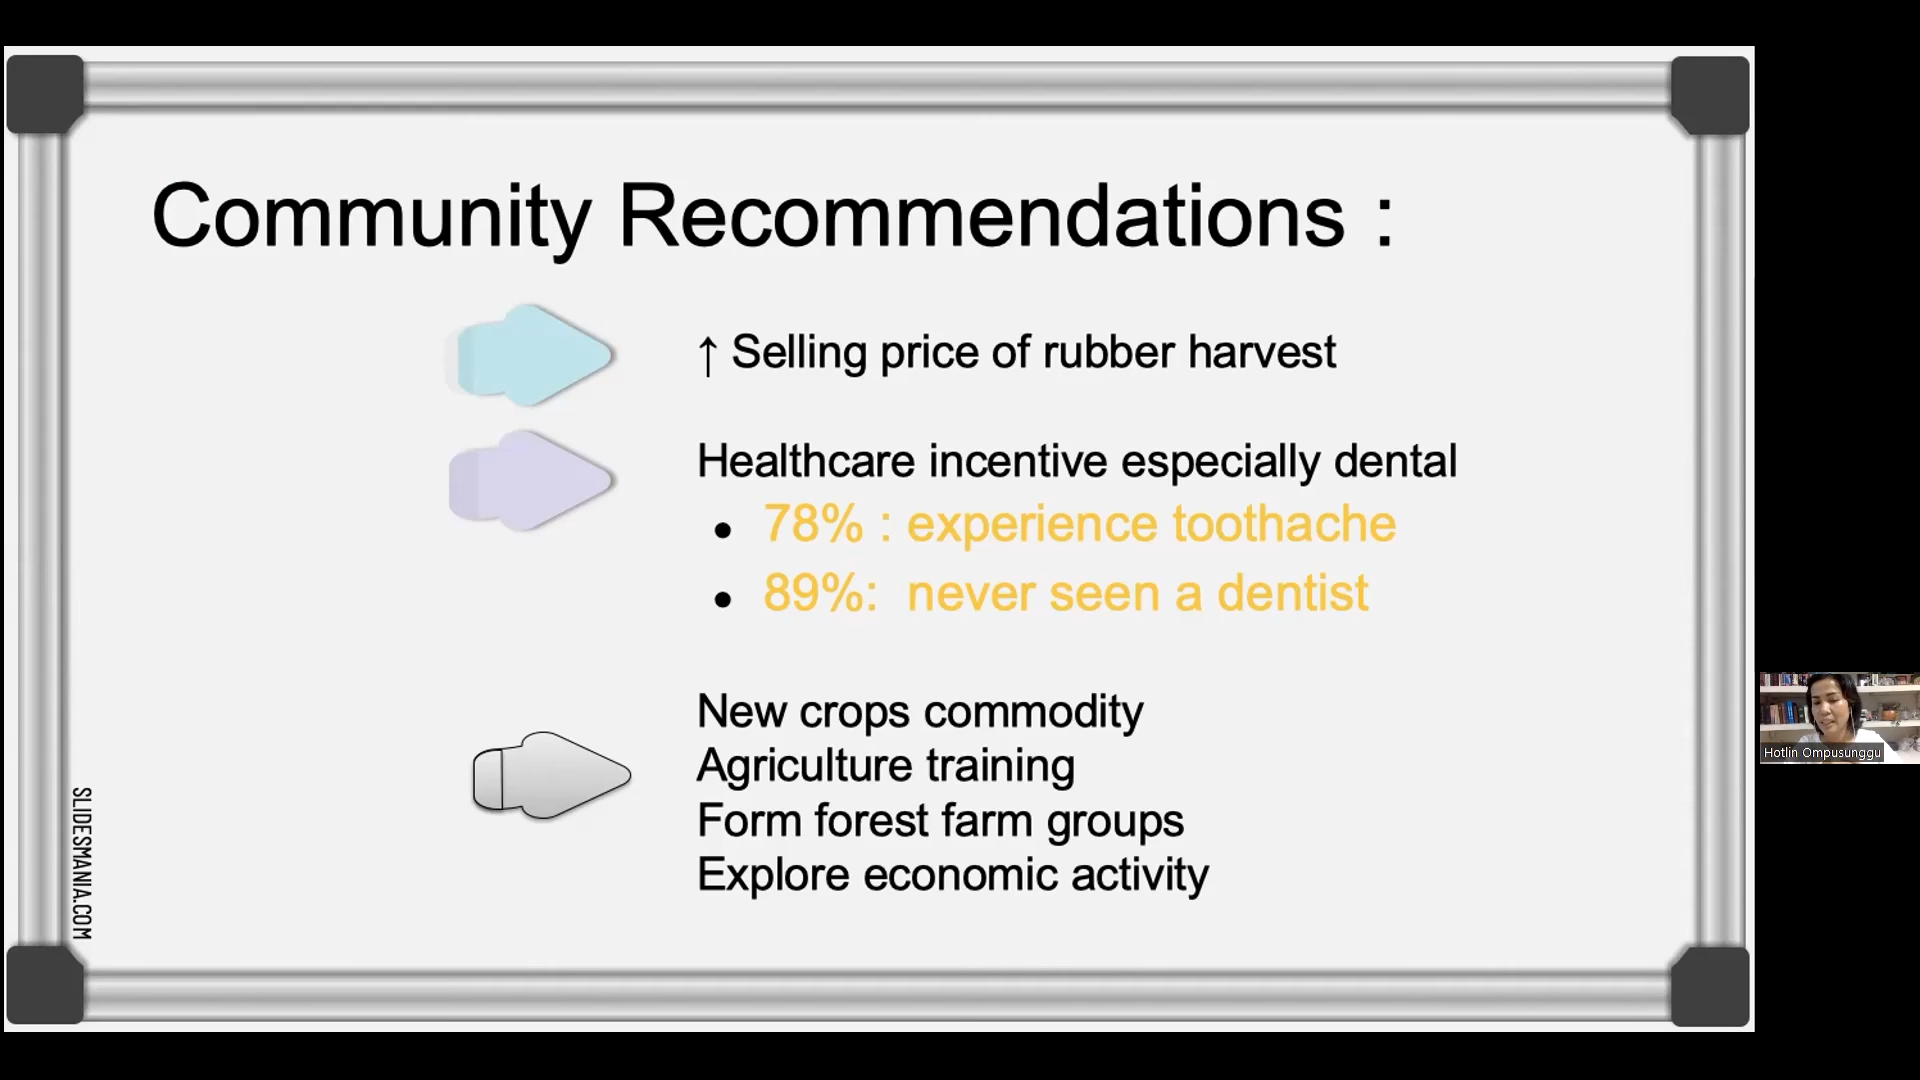 Community Recommendations :
↑ Selling price of rubber harvest
Healthcare incentive especially dental
• 78% : experience toothache
• 89%: never seen a dentist
New crops commodity
Agriculture training
Form forest farm groups
Explore economic activity
SLIDESMANIA.COM
Hotlin Ompusunggu